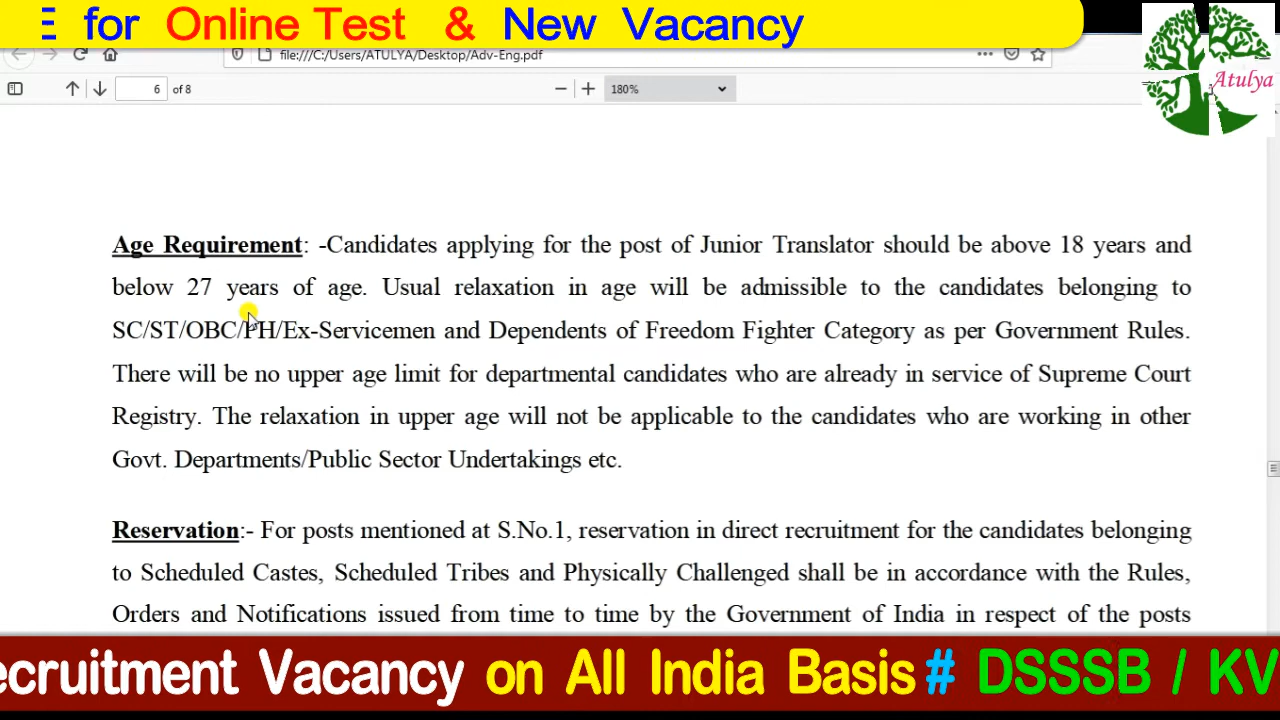 for Online Test & New Vacancy
file:///C:/Users/ATULYA/Desktop/Adv-Eng.pdf
Atulya
6 of 8
180%
Age Requirement: -Candidates applying for the post of Junior Translator should be above 18 years and
below 27 years of age. Usual relaxation in age will be admissible to the candidates belonging to
SC/ST/OBC/PH/Ex-Servicemen and Dependents of Freedom Fighter Category as per Government Rules.
There will be no upper age limit for departmental candidates who are already in service of Supreme Court
Registry. The relaxation in upper age will not be applicable to the candidates who are working in other
Govt. Departments/Public Sector Undertakings etc.
Reservation:- For posts mentioned at S.No.1, reservation in direct recruitment for the candidates belonging
to Scheduled Castes, Scheduled Tribes and Physically Challenged shall be in accordance with the Rules,
Orders and Notifications issued from time to time by the Government of India in respect of the posts
ecruitment Vacancy on All India Basis # DSSSB / KV